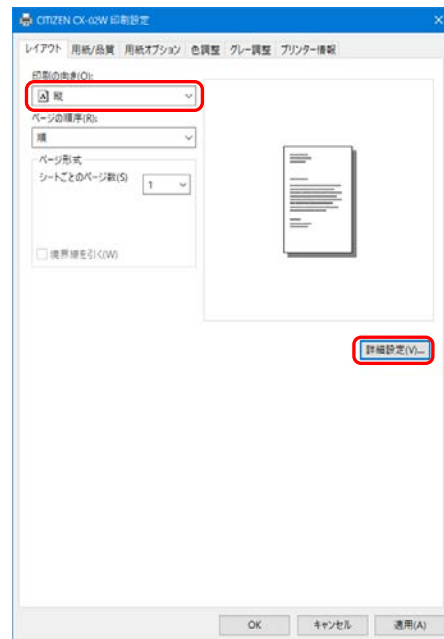 CITIZEN CX-02W 印刷設定
レイアウト 用紙/品質 用紙オプション 色調整 グレー調整 プリンター情報
印刷の向き(O):
A 縦
ページの順序(R):
順
ページ形式
シートごとのページ数(S) 1
境界線を引く(W)
詳細設定(V)...
OK キャンセル 適用(A)